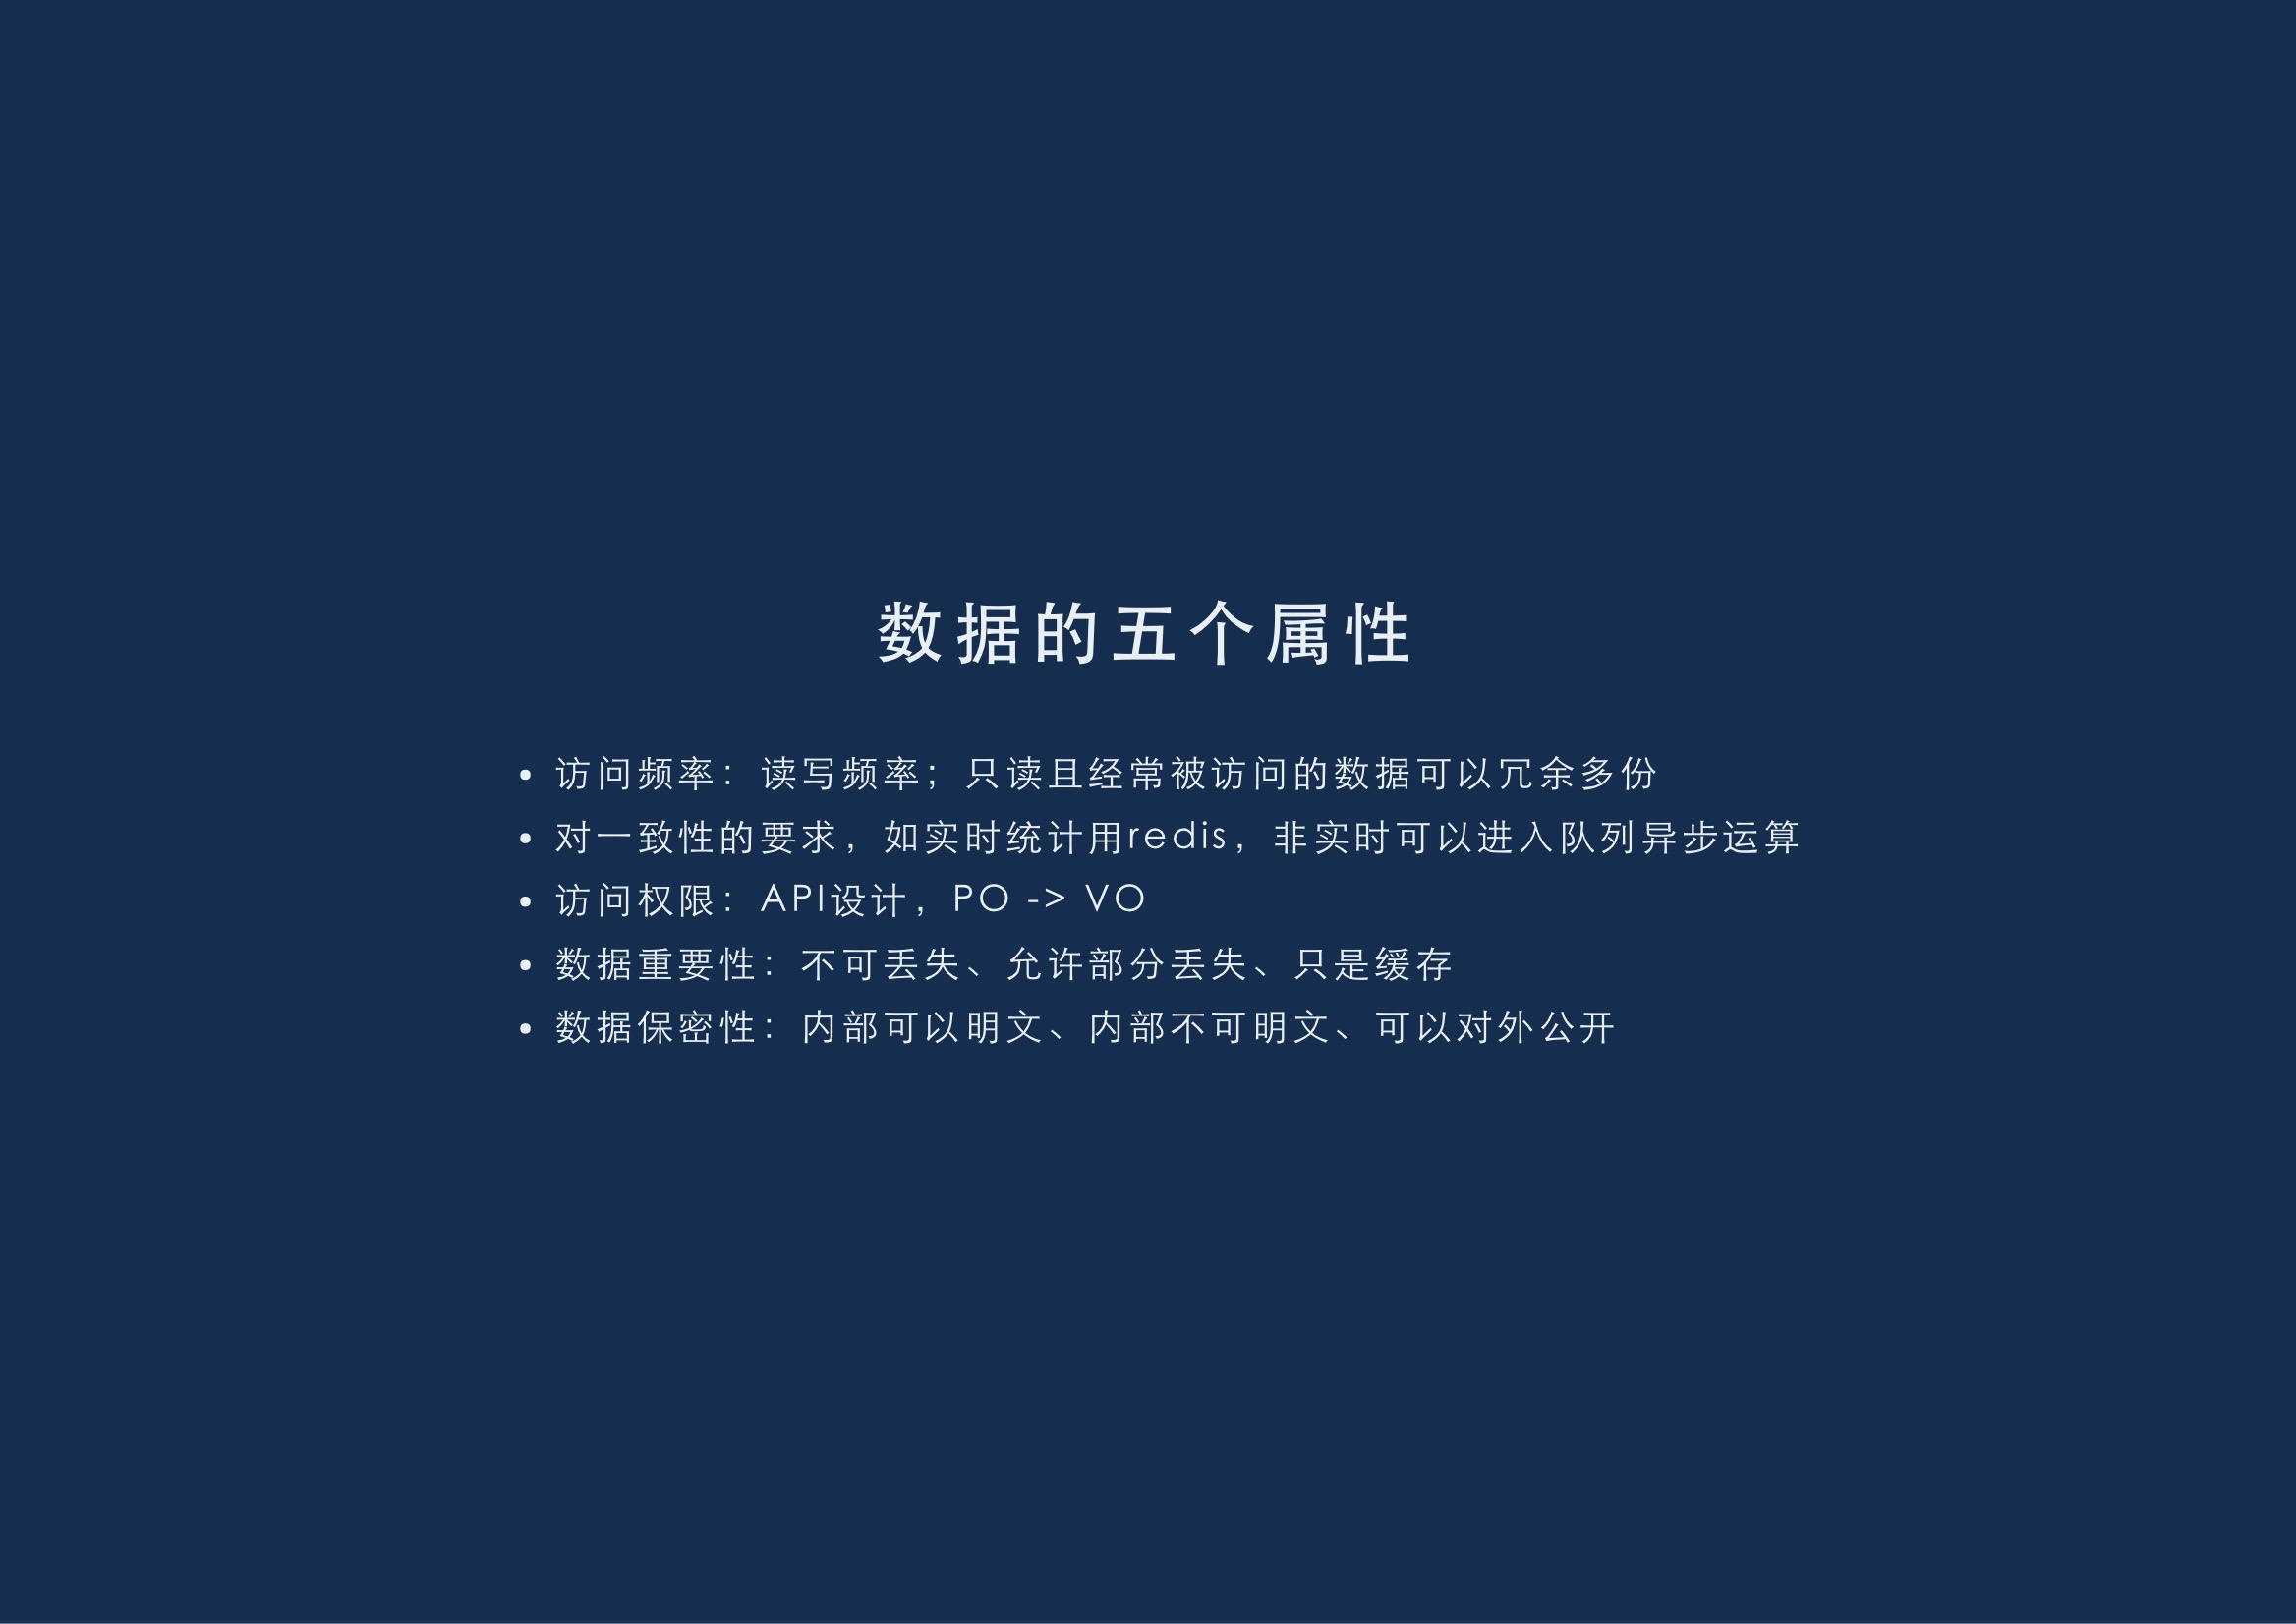 数据的五个属性
• 访问频率：读写频率；只读且经常被访问的数据可以冗余多份
• 对一致性的要求，如实时统计用redis，非实时可以进入队列异步运算
• 访问权限：API设计，PO -> VO
• 数据重要性：不可丢失、允许部分丢失、只是缓存
• 数据保密性：内部可以明文、内部不可明文、可以对外公开